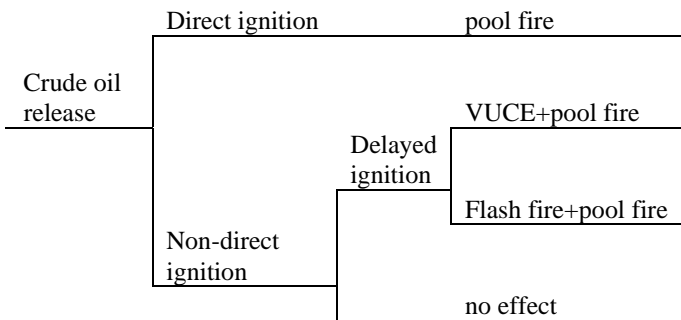 Direct ignition
pool fire
Crude oil
release
VUCE+pool fire
Delayed
ignition
Flash fire+pool fire
Non-direct
ignition
no effect